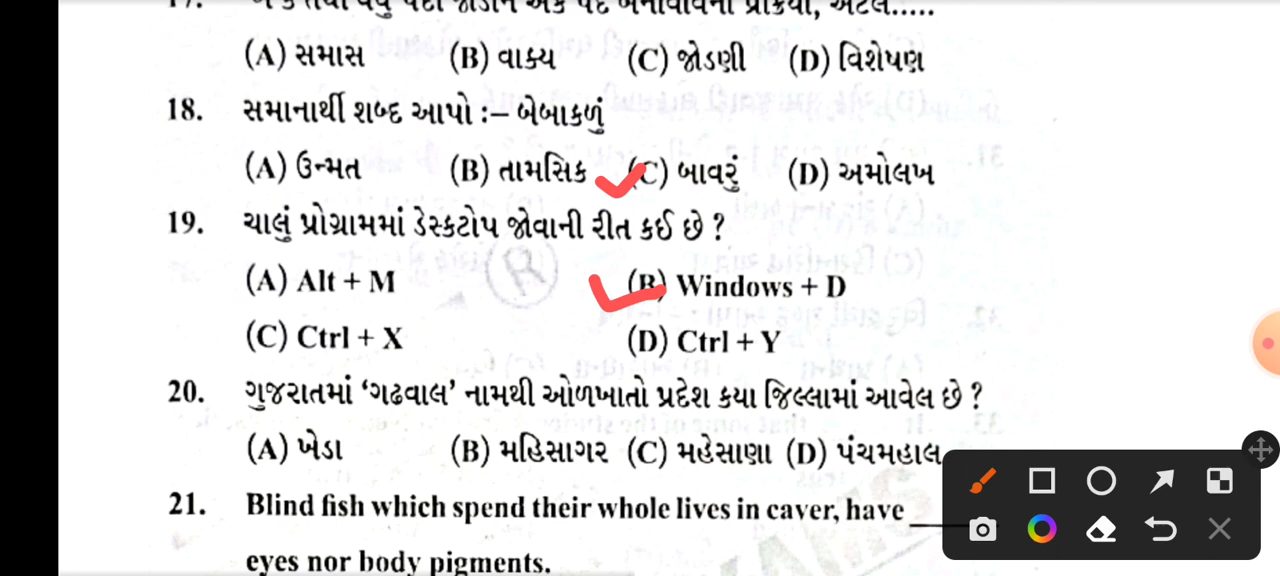 (A) સમાસ (B) વાક્ય (C) જોડણી (D) વિશેષણ
18. સમાનાર્થી શબ્દ આપો :– બેબાકળું
(A) ઉન્મત (B) તામસિક (C) બાવરું (D) અમોલખ
19. ચાલું પ્રોગ્રામમાં ડેસ્કટોપ જોવાની રીત કઈ છે ?
(A) Alt + M (B) Windows + D
(C) Ctrl + X (D) Ctrl + Y
20. ગુજરાતમાં ‘ગઢવાલ’ નામથી ઓળખાતો પ્રદેશ કયા જિલ્લામાં આવેલ છે ?
(A) ખેડા (B) મહિસાગર (C) મહેસાણા (D) પંચમહાલ
21. Blind fish which spend their whole lives in caver, have ____
eyes nor body pigments.